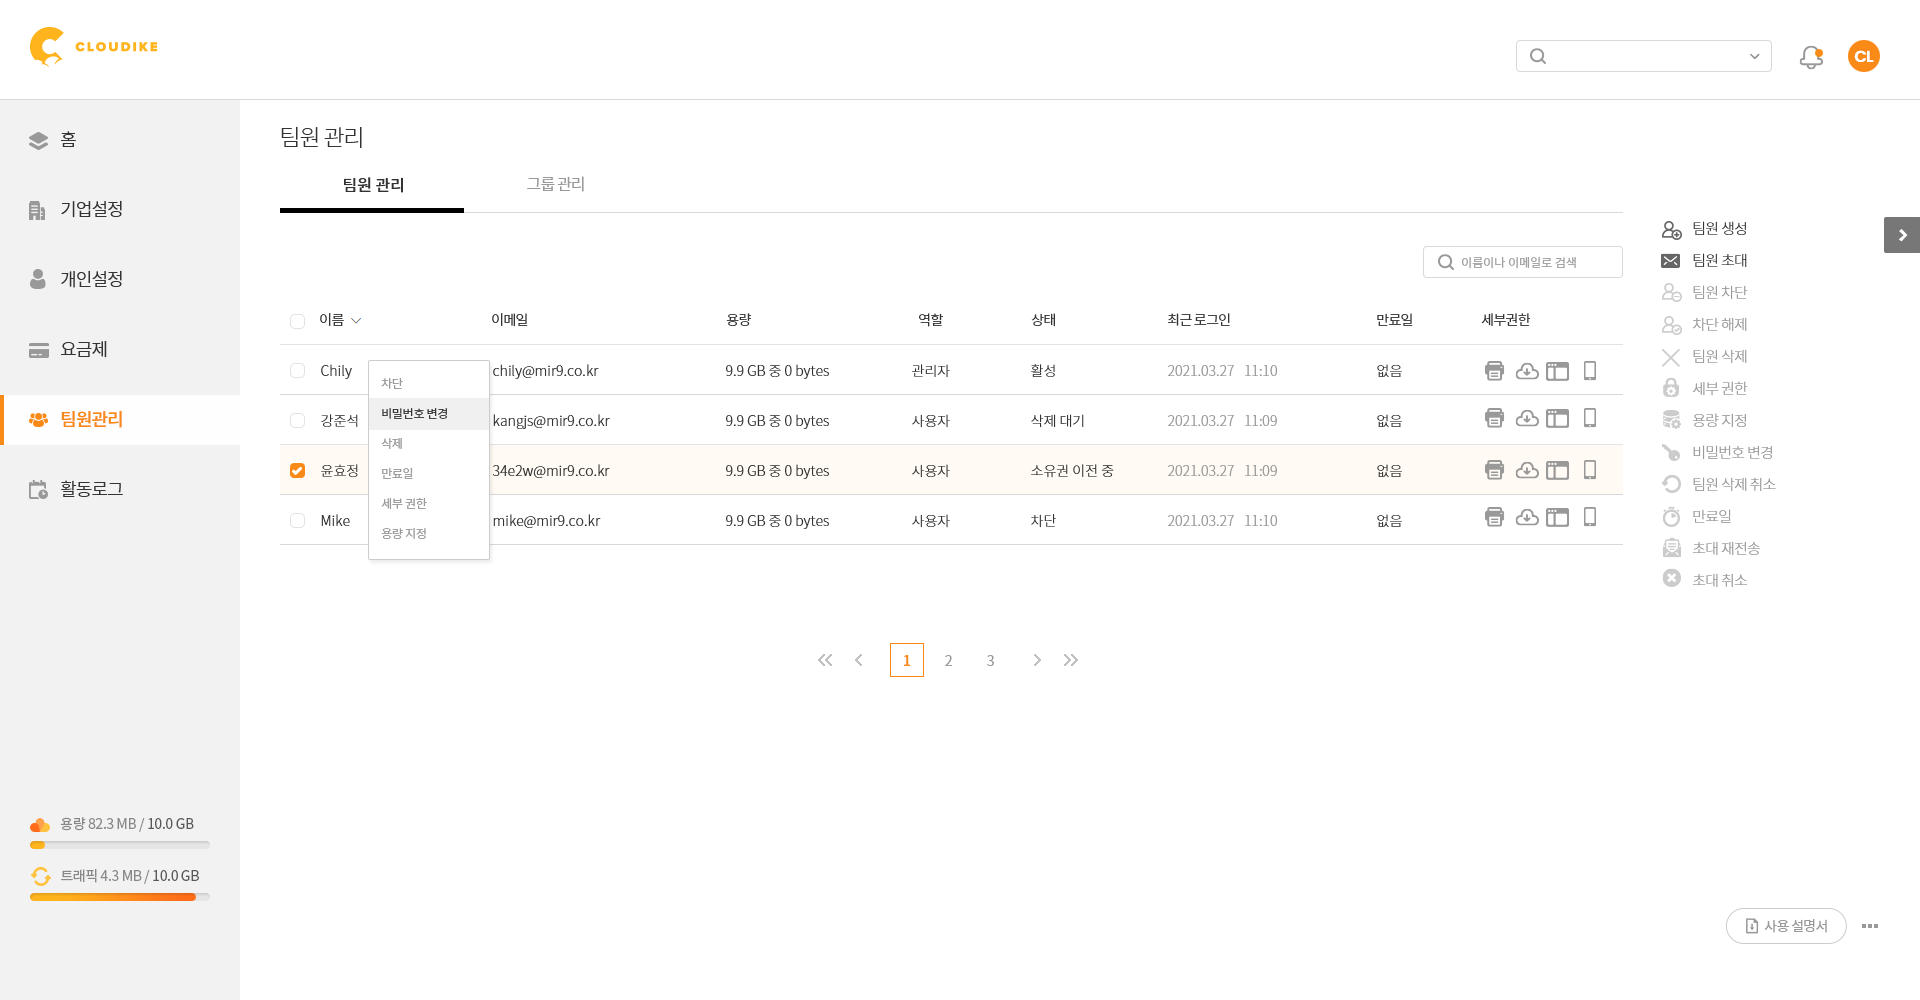 CLOUDIKE
CL
홈
기업설정
개인설정
요금제
팀원관리
활동로그
용량 82.3 MB / 10.0 GB
트래픽 4.3 MB / 10.0 GB
팀원 관리
팀원 관리
그룹 관리
이름이나 이메일로 검색
이름 이메일 용량 역할 상태 최근 로그인 만료일 세부권한
Chily chily@mir9.co.kr 9.9 GB 중 0 bytes 관리자 활성 2021.03.27 11:10 없음
강준석 kangjs@mir9.co.kr 9.9 GB 중 0 bytes 사용자 삭제 대기 2021.03.27 11:09 없음
윤효정 34e2w@mir9.co.kr 9.9 GB 중 0 bytes 사용자 소유권 이전 중 2021.03.27 11:09 없음
Mike mike@mir9.co.kr 9.9 GB 중 0 bytes 사용자 차단 2021.03.27 11:10 없음
차단
비밀번호 변경
삭제
만료일
세부 권한
용량 지정
1 2 3
팀원 생성
팀원 초대
팀원 차단
차단 해제
팀원 삭제
세부 권한
용량 지정
비밀번호 변경
팀원 삭제 취소
만료일
초대 재전송
초대 취소
사용 설명서